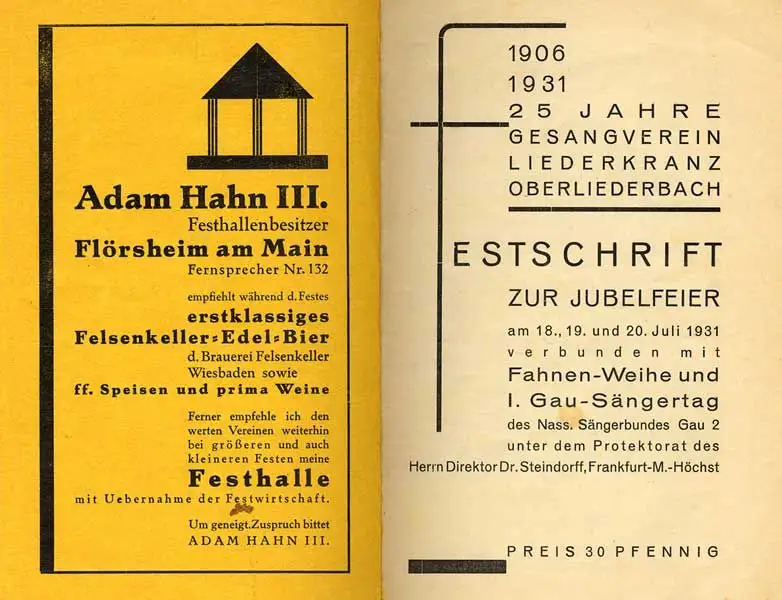 Adam Hahn III.
Festhallenbesitzer
Flörsheim am Main
Fernsprecher Nr. 132
empfiehlt während d. Festes
erstklassiges
Felsenkeller-Edel-Bier
d. Brauerei Felsenkeller
Wiesbaden sowie
ff. Speisen und prima Weine
Ferner empfehle ich den
werten Vereinen weiterhin
bei größeren und auch
kleineren Festen meine
Festhalle
mit Uebernahme der Festwirtschaft.
Um geneigt. Zuspruch bittet
ADAM HAHN III.
1906
1931
25 JAHRE
GESANGVEREIN
LIEDERKRANZ
OBERLIEDERBACH
FESTSCHRIFT
ZUR JUBELFEIER
am 18., 19. und 20. Juli 1931
verbunden mit
Fahnen-Weihe und
I. Gau-Sängertag
des Nass. Sängerbundes Gau 2
unter dem Protektorat des
Herrn Direktor Dr. Steindorff, Frankfurt-M.-Höchst
PREIS 30 PFENNIG